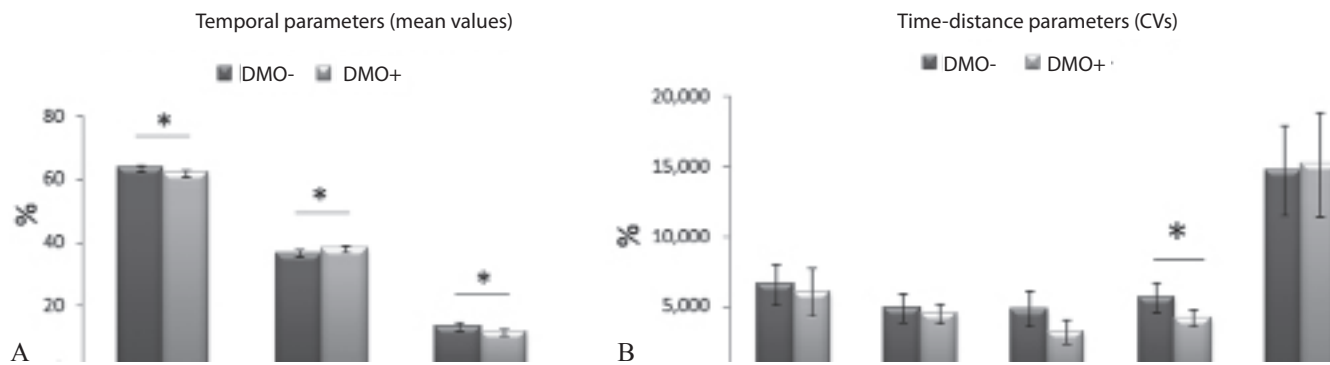 Temporal parameters (mean values)
DMO- DMO+
80
60
40
20
%
*
*
*
A
Time-distance parameters (CVs)
DMO- DMO+
20,000
15,000
10,000
5,000
%
*
B